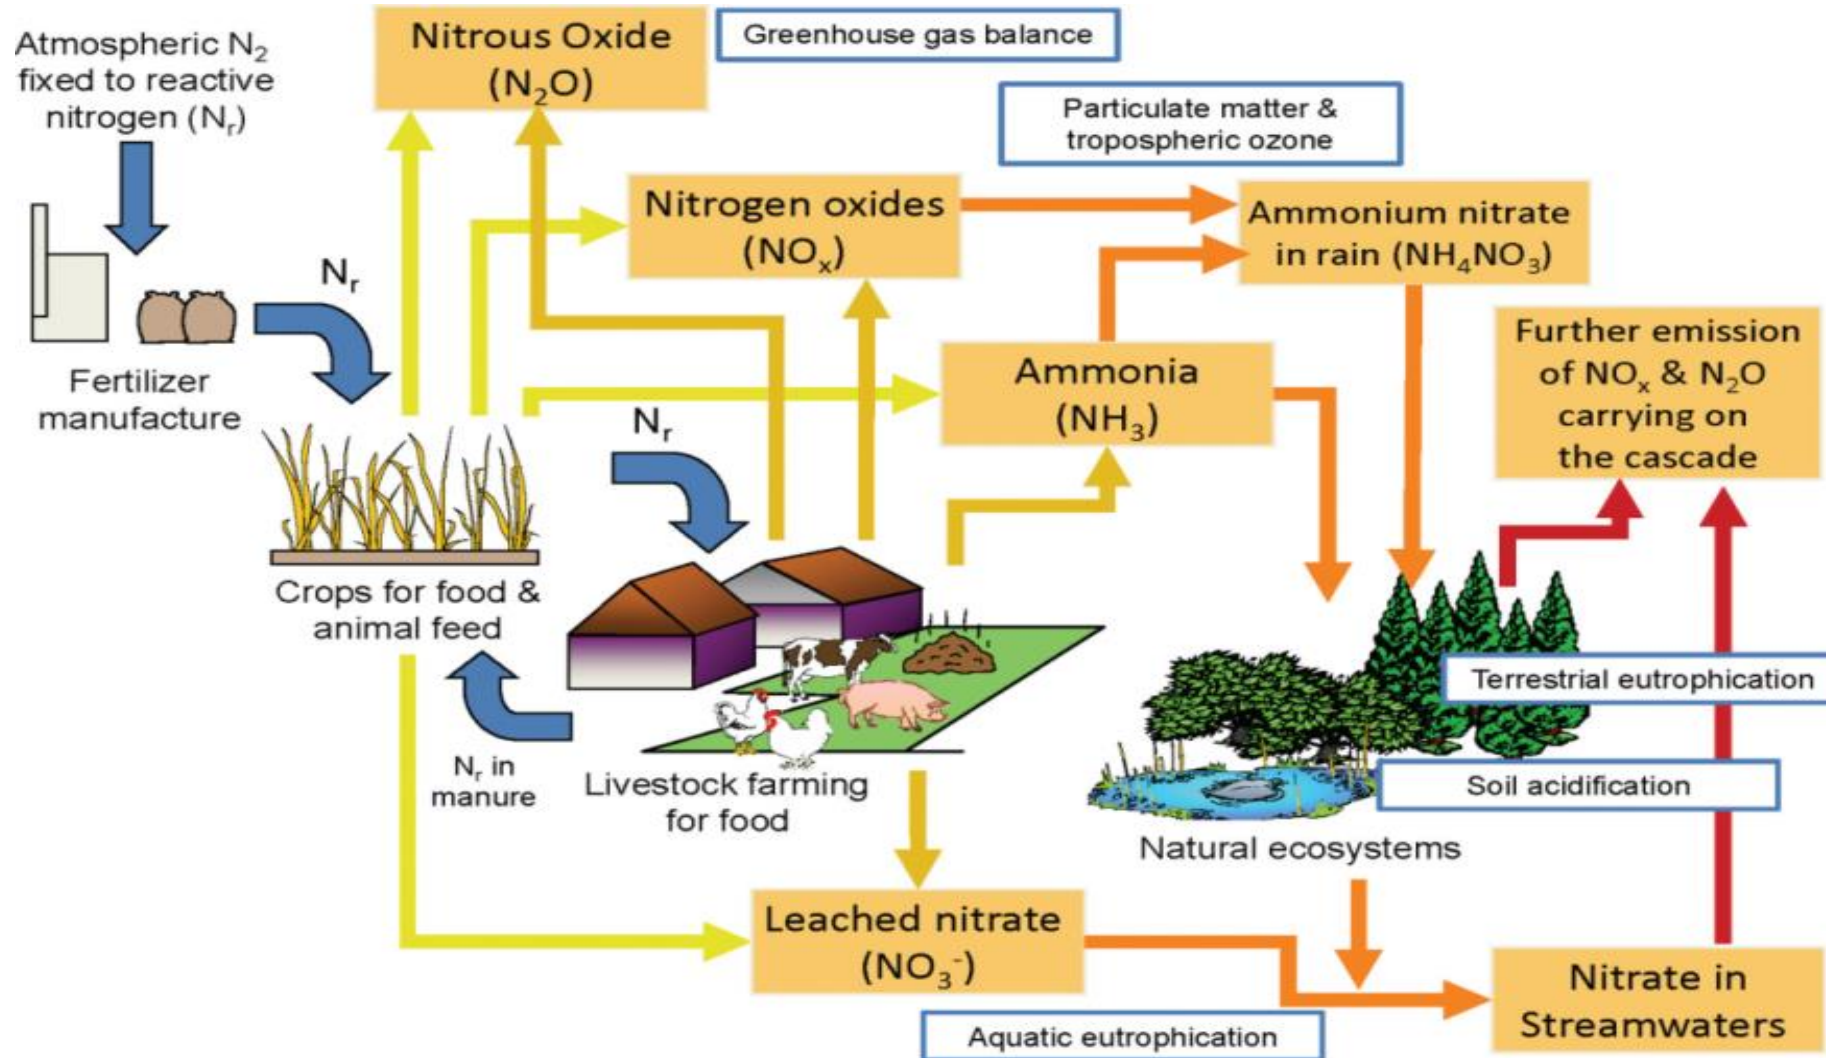 Atmospheric N₂
fixed to reactive
nitrogen (Nᵣ)
Nitrous Oxide
(N₂O)
Greenhouse gas balance
Particulate matter &
tropospheric ozone
Nitrogen oxides
(NOₓ)
Ammonium nitrate
in rain (NH₄NO₃)
Nᵣ
Fertilizer
manufacture
Ammonia
(NH₃)
Further emission
of NOₓ & N₂O
carrying on
the cascade
Nᵣ
Crops for food &
animal feed
Terrestrial eutrophication
Nᵣ in
manure
Livestock farming
for food
Soil acidification
Natural ecosystems
Leached nitrate
(NO₃⁻)
Nitrate in
Streamwaters
Aquatic eutrophication